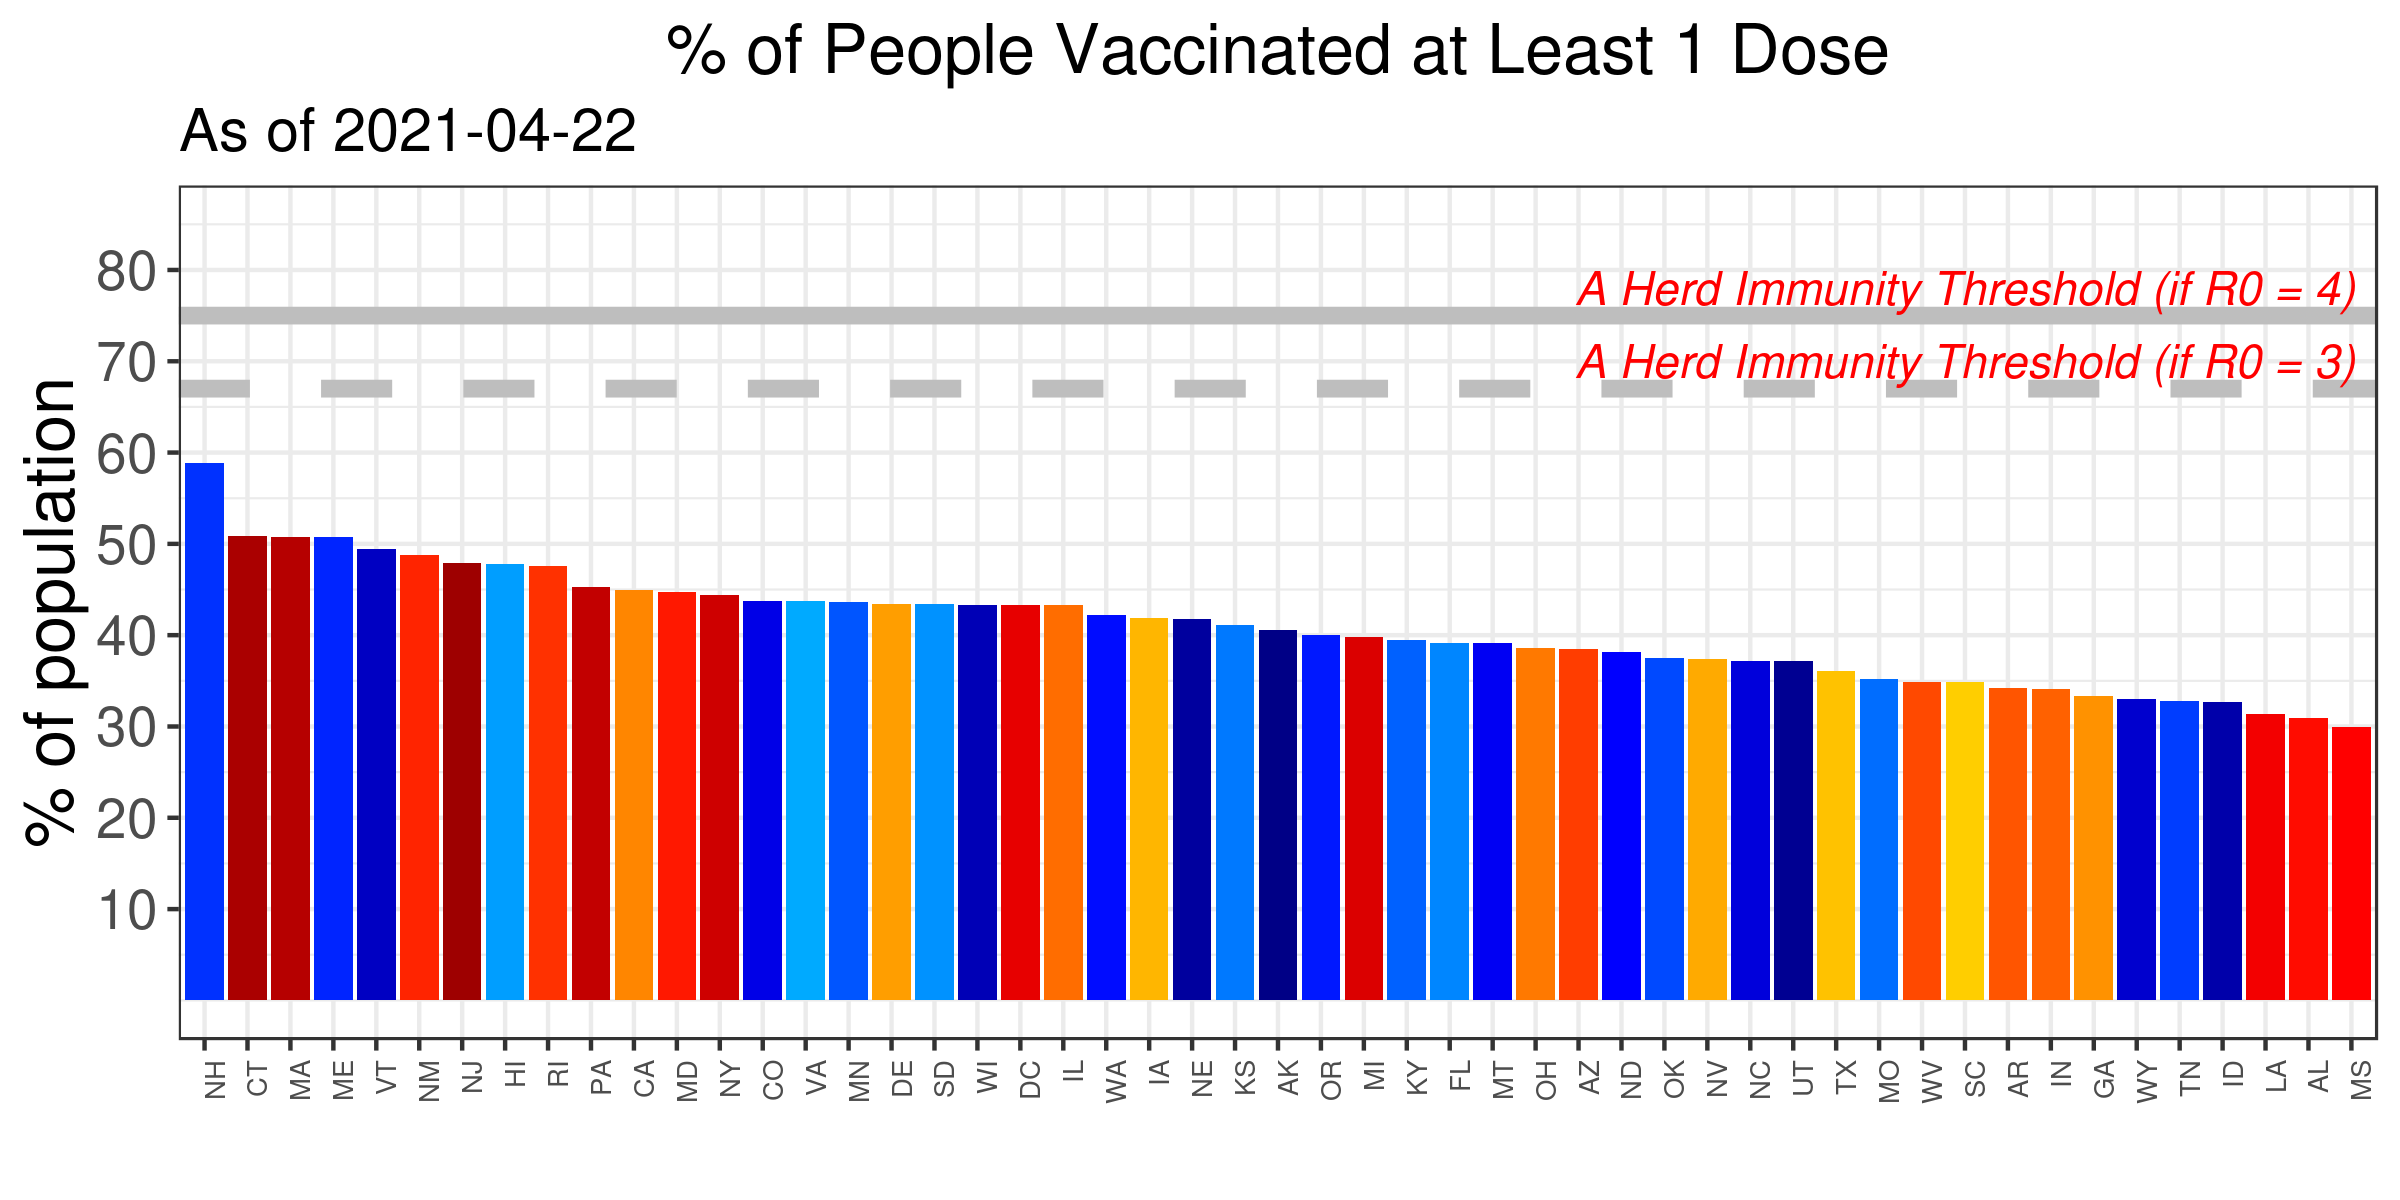 % of People Vaccinated at Least 1 Dose
As of 2021-04-22
% of population
80
70
60
50
40
30
20
10
A Herd Immunity Threshold (if R0 = 4)
A Herd Immunity Threshold (if R0 = 3)
NH CT MA ME VT NM NJ HI RI PA CA MD NY CO VA MN DE SD WI DC IL WA IA NE KS AK OR MI KY FL MT OH AZ ND OK NV NC UT TX MO WV SC AR IN GA WY TN ID LA AL MS